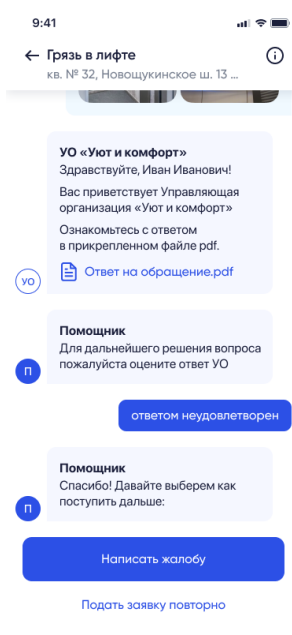 9:41
Грязь в лифте
кв. № 32, Новощукинское ш. 13 ...
УО «Уют и комфорт»
Здравствуйте, Иван Иванович!
Вас приветствует Управляющая
организация «Уют и комфорт»
Ознакомьтесь с ответом
в прикрепленном файле pdf.
Ответ на обращение.pdf
УО
Помощник
Для дальнейшего решения вопроса
пожалуйста оцените ответ УО
П
ответом неудовлетворен
Помощник
Спасибо! Давайте выберем как
поступить дальше:
П
Написать жалобу
Подать заявку повторно